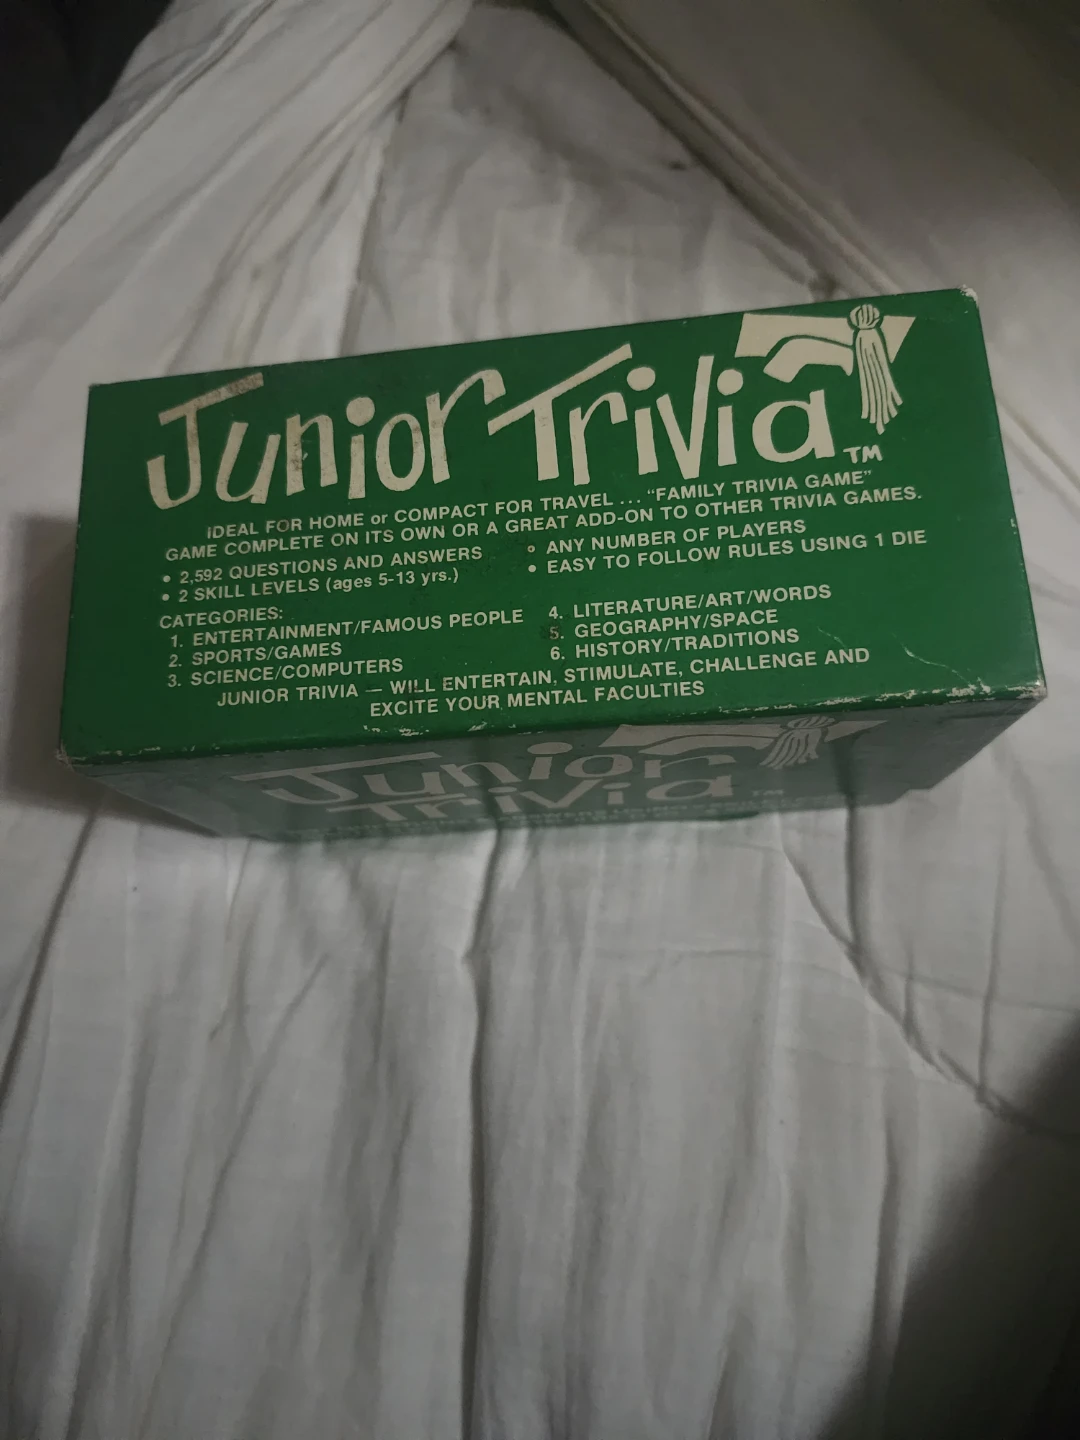 Junior Trivia™
IDEAL FOR HOME or COMPACT FOR TRAVEL ... "FAMILY TRIVIA GAME"
GAME COMPLETE ON ITS OWN OR A GREAT ADD-ON TO OTHER TRIVIA GAMES.
• 2,592 QUESTIONS AND ANSWERS
• 2 SKILL LEVELS (ages 5-13 yrs.)
• ANY NUMBER OF PLAYERS
• EASY TO FOLLOW RULES USING 1 DIE
CATEGORIES:
1. ENTERTAINMENT/FAMOUS PEOPLE
2. SPORTS/GAMES
3. SCIENCE/COMPUTERS
4. LITERATURE/ART/WORDS
5. GEOGRAPHY/SPACE
6. HISTORY/TRADITIONS
JUNIOR TRIVIA — WILL ENTERTAIN, STIMULATE, CHALLENGE AND
EXCITE YOUR MENTAL FACULTIES
Junior
Trivia™